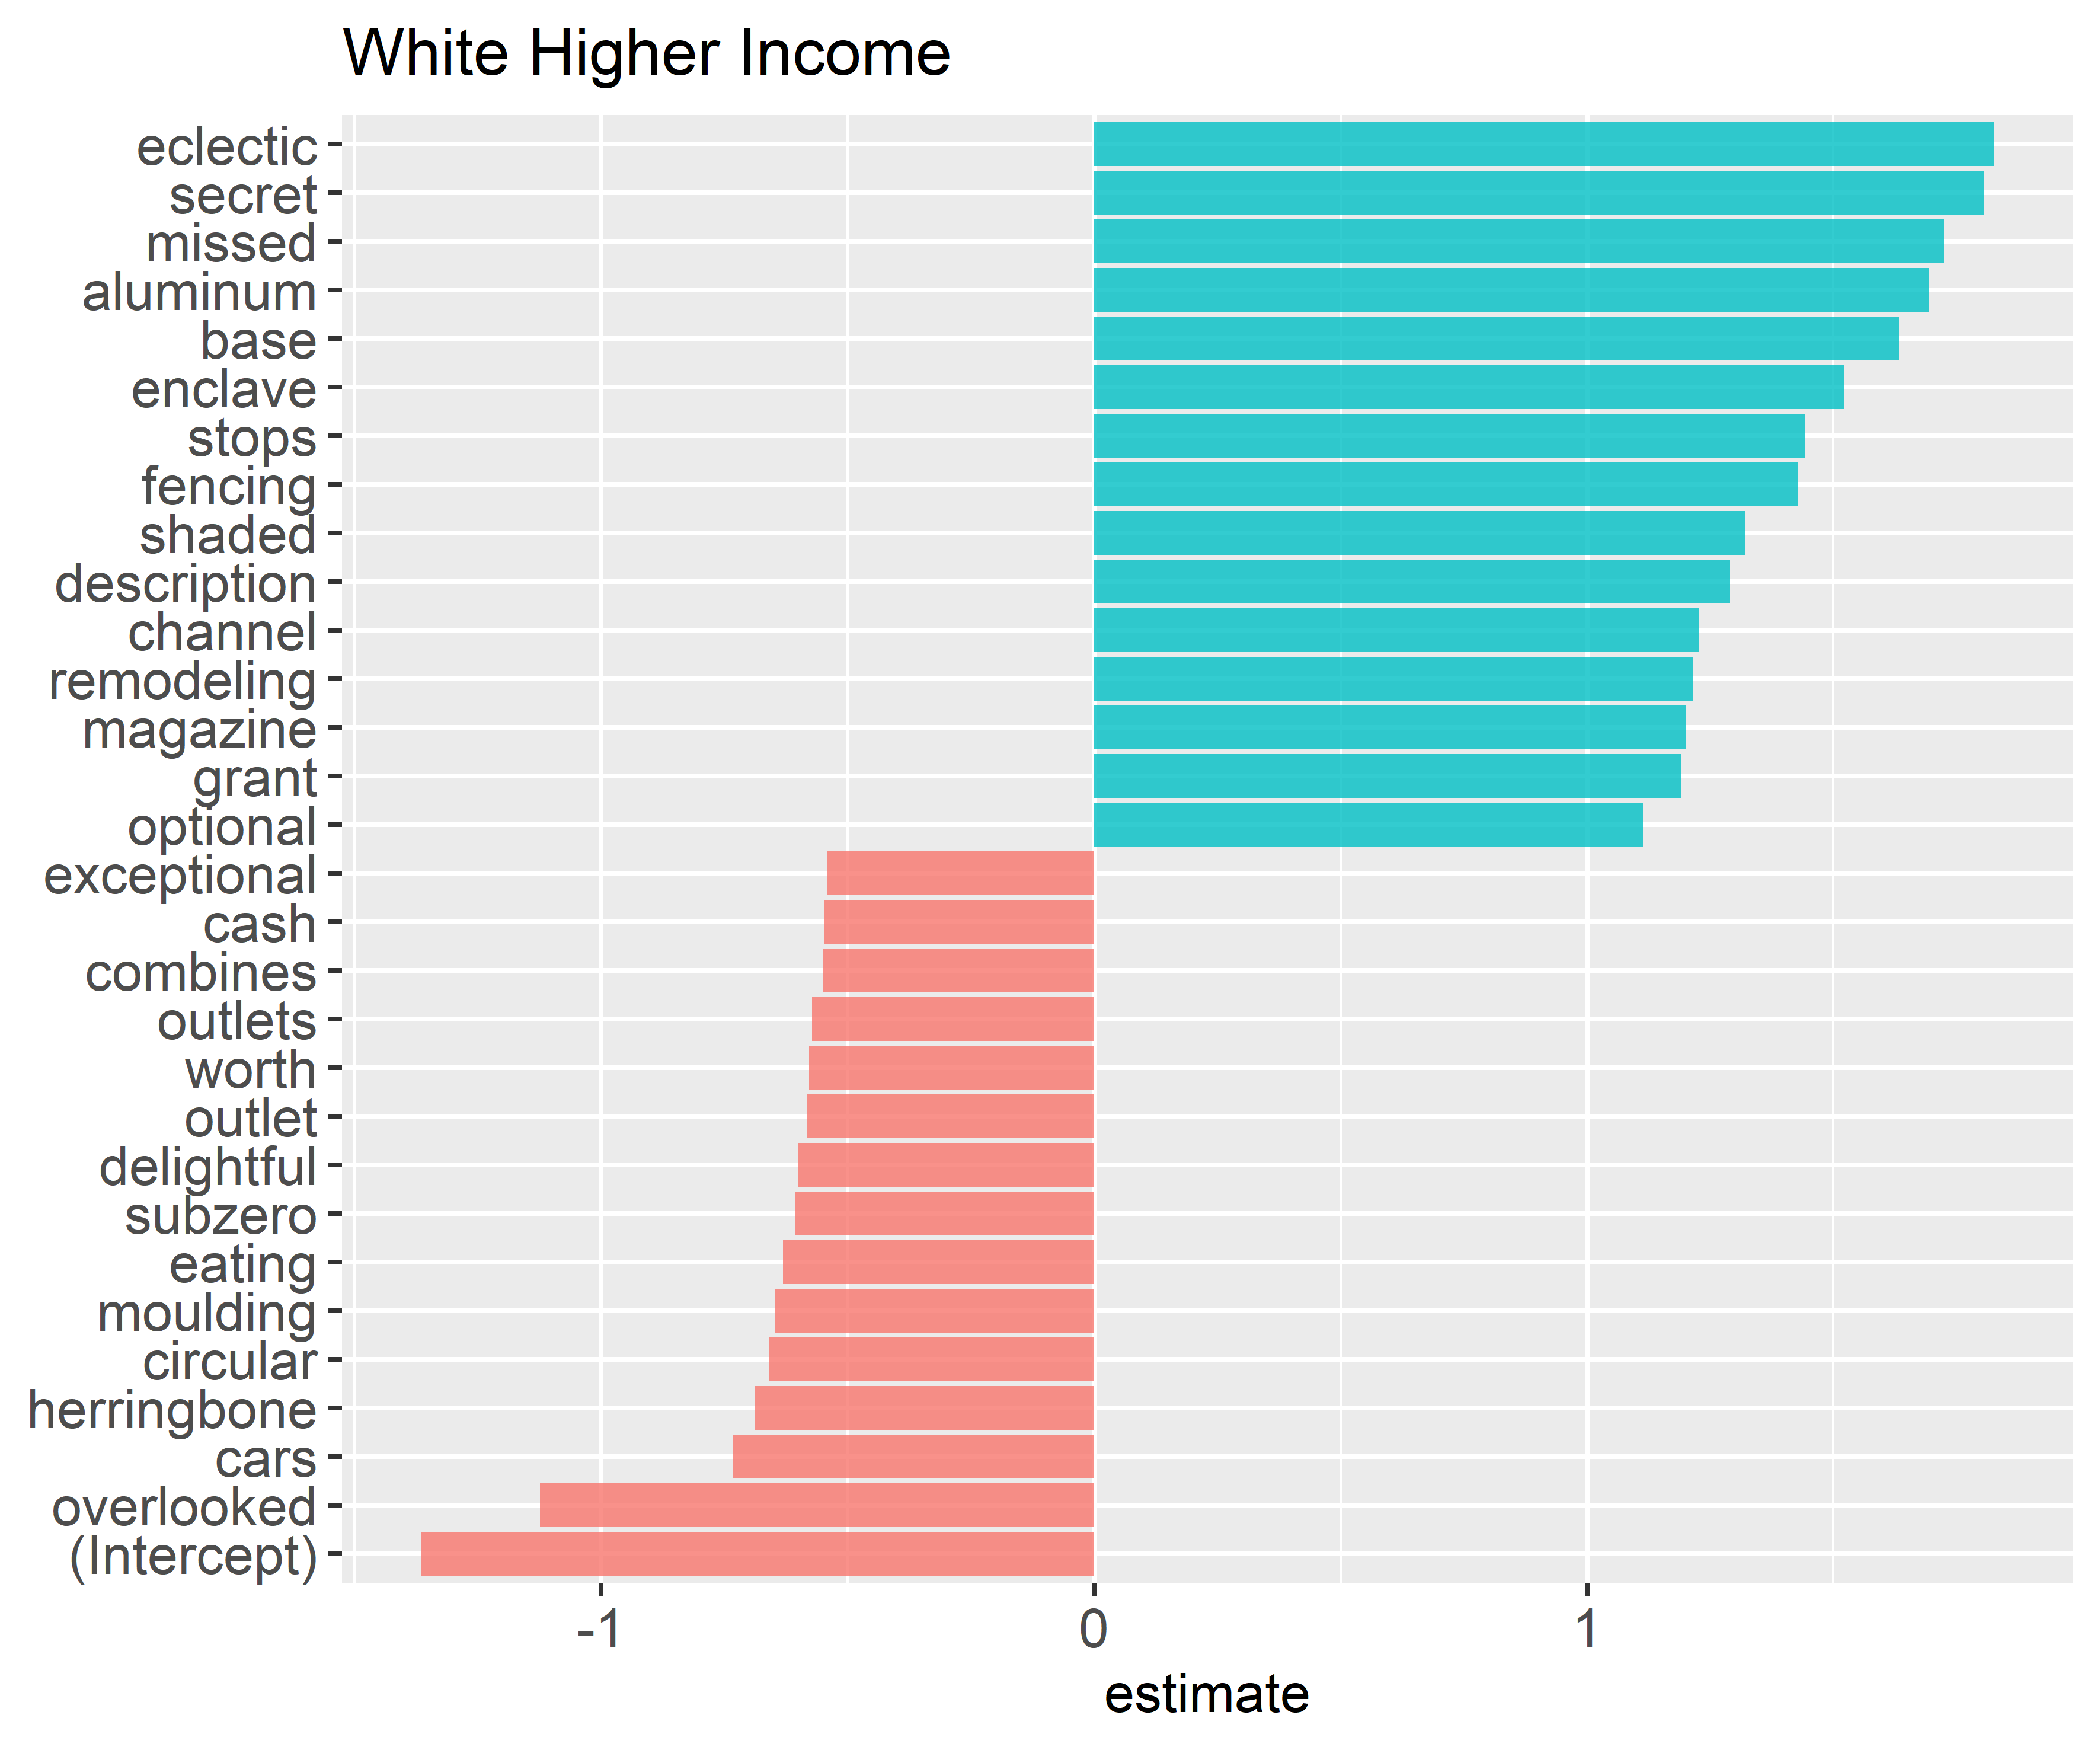 White Higher Income
eclectic
secret
missed
aluminum
base
enclave
stops
fencing
shaded
description
channel
remodeling
magazine
grant
optional
exceptional
cash
combines
outlets
worth
outlet
delightful
subzero
eating
moulding
circular
herringbone
cars
overlooked
(Intercept)
-1 0 1
estimate